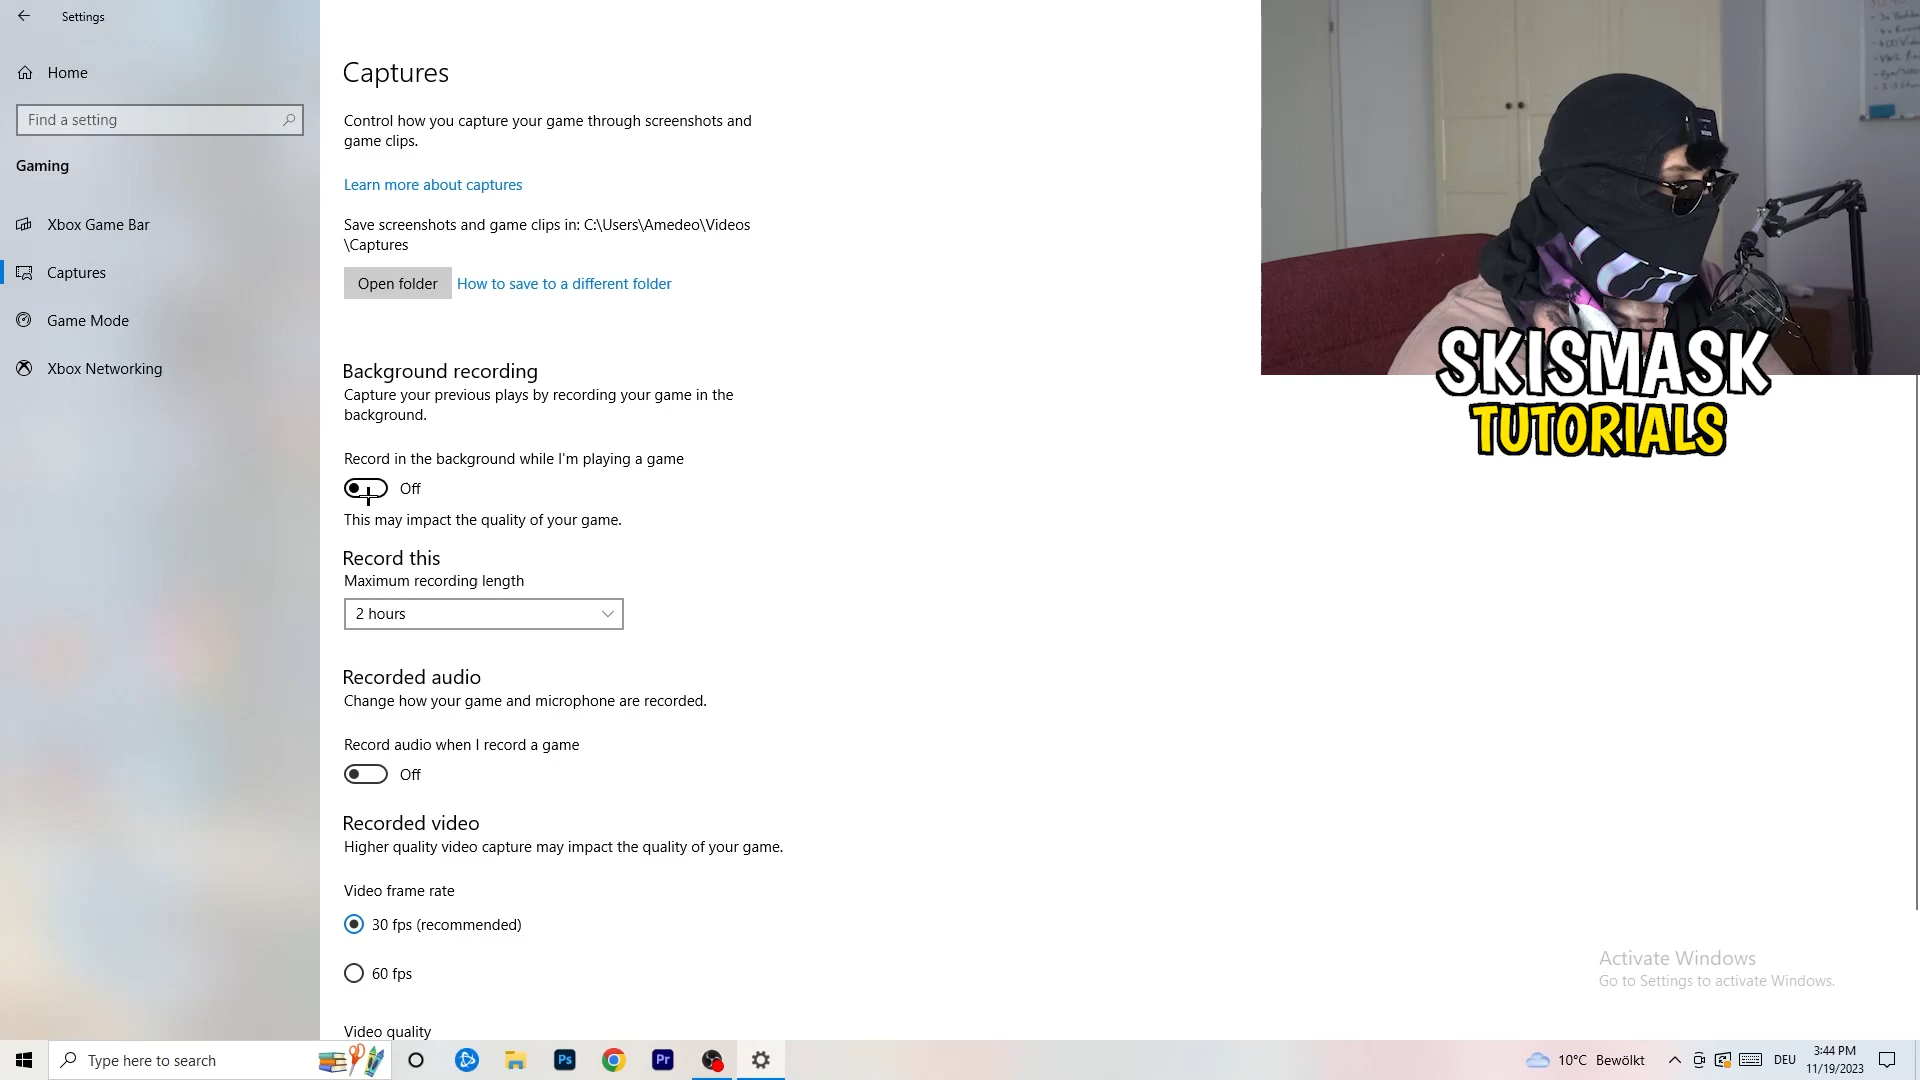 Settings
Home
Find a setting
Gaming
Xbox Game Bar
Captures
Game Mode
Xbox Networking
Captures
Control how you capture your game through screenshots and
game clips.
Learn more about captures
Save screenshots and game clips in: C:\Users\Amedeo\Videos
\Captures
Open folder
How to save to a different folder
Background recording
Capture your previous plays by recording your game in the
background.
Record in the background while I'm playing a game
Off
This may impact the quality of your game.
Record this
Maximum recording length
2 hours
Recorded audio
Change how your game and microphone are recorded.
Record audio when I record a game
Off
Recorded video
Higher quality video capture may impact the quality of your game.
Video frame rate
30 fps (recommended)
60 fps
Video quality
SKISMASK
TUTORIALS
Activate Windows
Go to Settings to activate Windows.
Type here to search
Ps
Pr
10°C Bewölkt
DEU
3:44 PM
11/19/2023